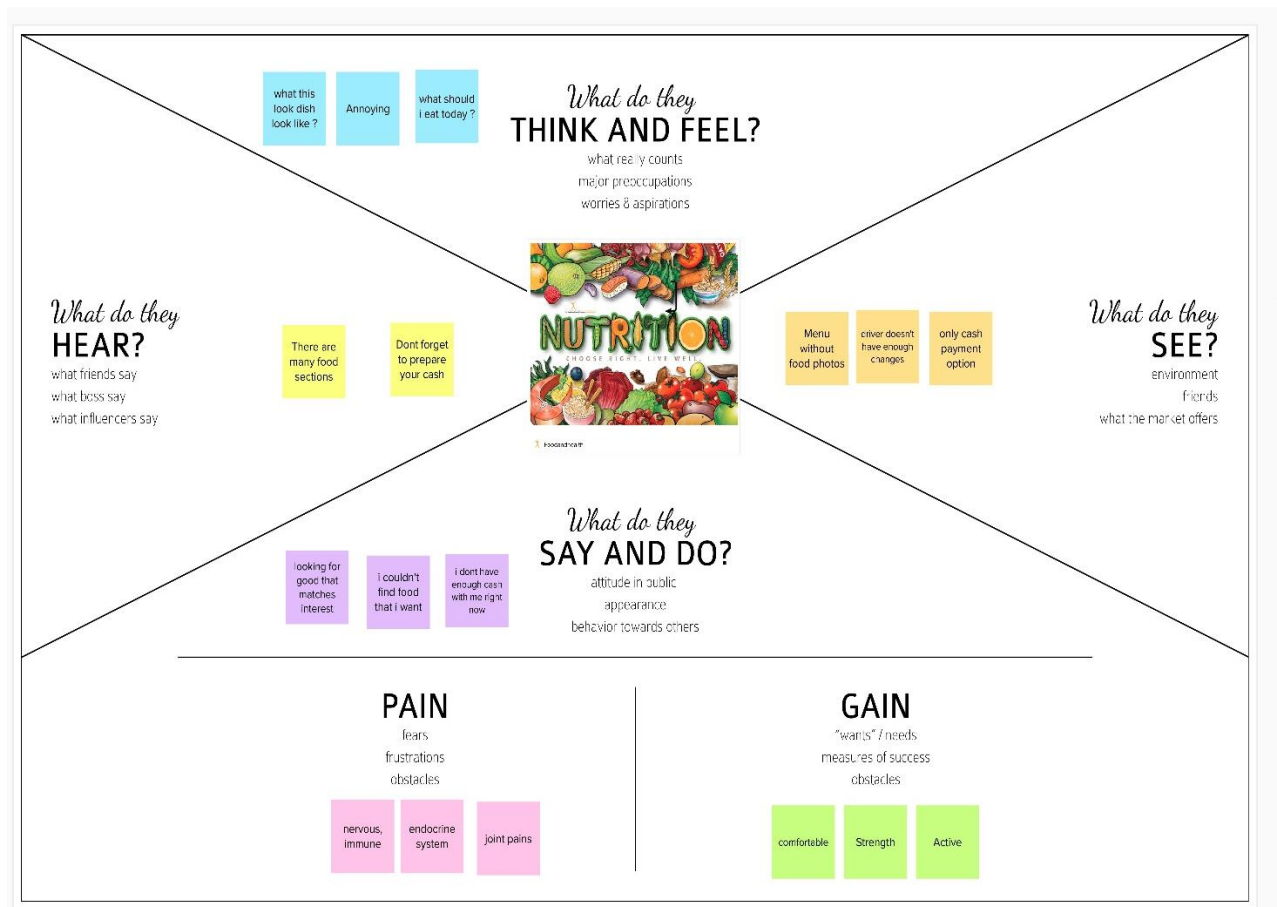 what this
look dish
look like ?
Annoying
what should
i eat today ?
What do they
THINK AND FEEL?
what really counts
major preoccupations
worries & aspirations
What do they
HEAR?
what friends say
what boss say
what influencers say
There are
many food
sections
Dont forget
to prepare
your cash
NUTRITION
CHOOSE RIGHT, LIVE WELL
Menu
without
food photos
driver doesn't
have enough
changes
only cash
payment
option
What do they
SEE?
environment
friends
what the market offers
What do they
SAY AND DO?
attitude in public
appearance
behavior towards others
looking for
good that
matches
interest
i couldn't
find food
that i want
i dont have
enough cash
with me right
now
PAIN
fears
frustrations
obstacles
nervous,
immune
endocrine
system
joint pains
GAIN
"wants" / needs
measures of success
obstacles
comfortable
Strength
Active